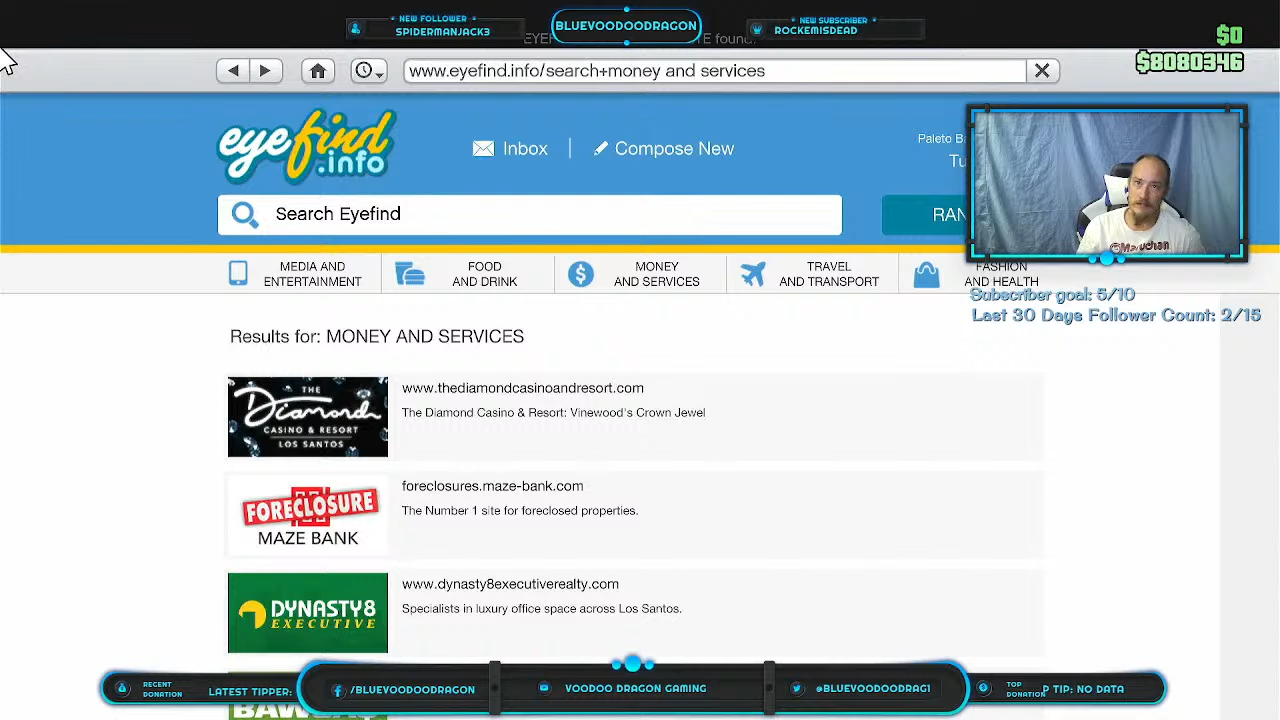 NEW FOLLOWER
SPIDERMANJACK3
BLUEVOODOODRAGON
NEW SUBSCRIBER
ROCKEMISDEAD
found.
$0
$8080346
www.eyefind.info/search+money and services
eyefind
.info
Inbox
Compose New
Paleto
Search Eyefind
MEDIA AND
ENTERTAINMENT
FOOD
AND DRINK
MONEY
AND SERVICES
TRAVEL
AND TRANSPORT
FASHION
AND HEALTH
Maruchan
Subscriber goal: 5/10
Last 30 Days Follower Count: 2/15
Results for: MONEY AND SERVICES
THE
Diamond
CASINO & RESORT
LOS SANTOS
www.thediamondcasinoandresort.com
The Diamond Casino & Resort: Vinewood's Crown Jewel
FORECLOSURE
MAZE BANK
foreclosures.maze-bank.com
The Number 1 site for foreclosed properties.
DYNASTY8
EXECUTIVE
www.dynasty8executiverealty.com
Specialists in luxury office space across Los Santos.
RECENT
DONATION
LATEST TIPPER:
/BLUEVOODOODRAGON
VOODOO DRAGON GAMING
@BLUEVOODOODRAG1
TOP
DONATION
P TIP: NO DATA